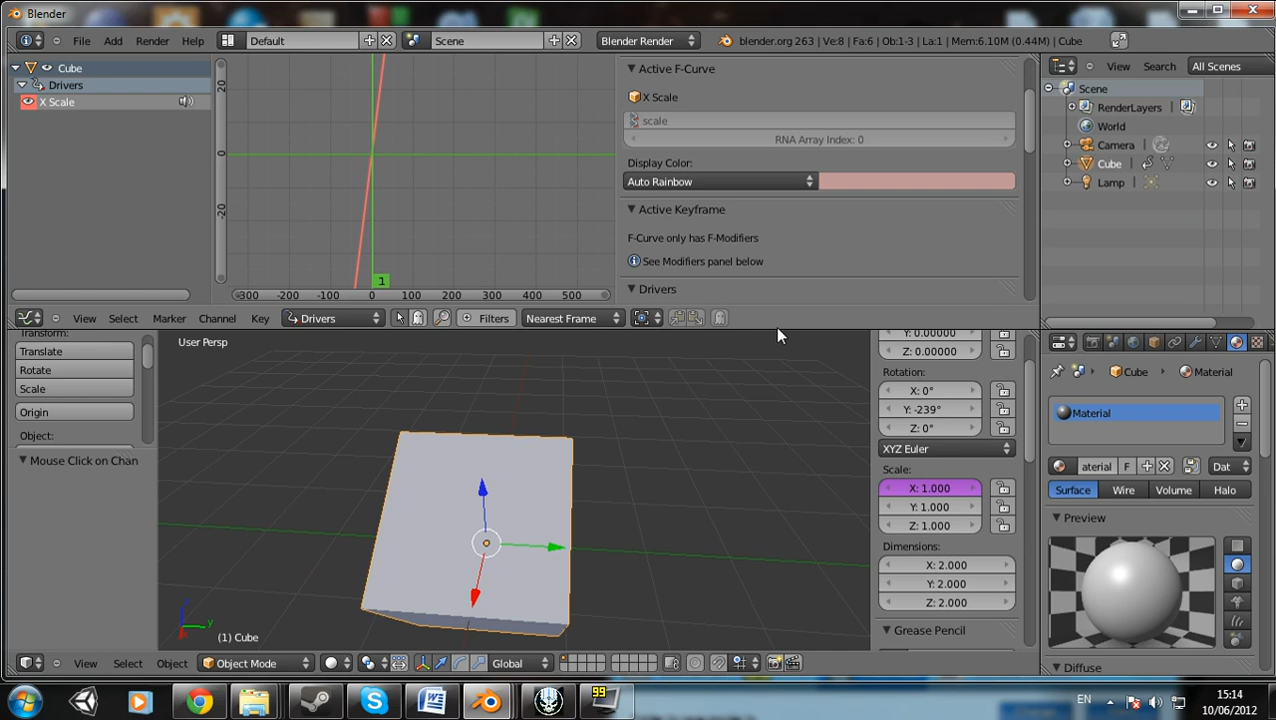 Blender
File Add Render Help Default Scene Blender Render blender.org 263 | Ve:8 | Fa:6 | Ob:1-3 | La:1 | Mem:6.10M (0.44M) | Cube
Cube
Drivers
X Scale
20
0
-20
1
-300 -200 -100 0 100 200 300 400 500
Active F-Curve
X Scale
scale
RNA Array Index: 0
Display Color:
Auto Rainbow
Active Keyframe
F-Curve only has F-Modifiers
See Modifiers panel below
Drivers
View Select Marker Channel Key Drivers Filters Nearest Frame
View Search All Scenes
Scene
RenderLayers
World
Camera
Cube
Lamp
Transform:
Translate
Rotate
Scale
Origin
Object:
Mouse Click on Chan
User Persp
z
y
(1) Cube
Y: 0.00000
Z: 0.00000
Rotation:
X: 0°
Y: -239°
Z: 0°
XYZ Euler
Scale:
X: 1.000
Y: 1.000
Z: 1.000
Dimensions:
X: 2.000
Y: 2.000
Z: 2.000
Grease Pencil
View Select Object Object Mode Global
Cube Material
Material
aterial F Dat
Surface Wire Volume Halo
Preview
Diffuse
99
EN
15:14
10/06/2012